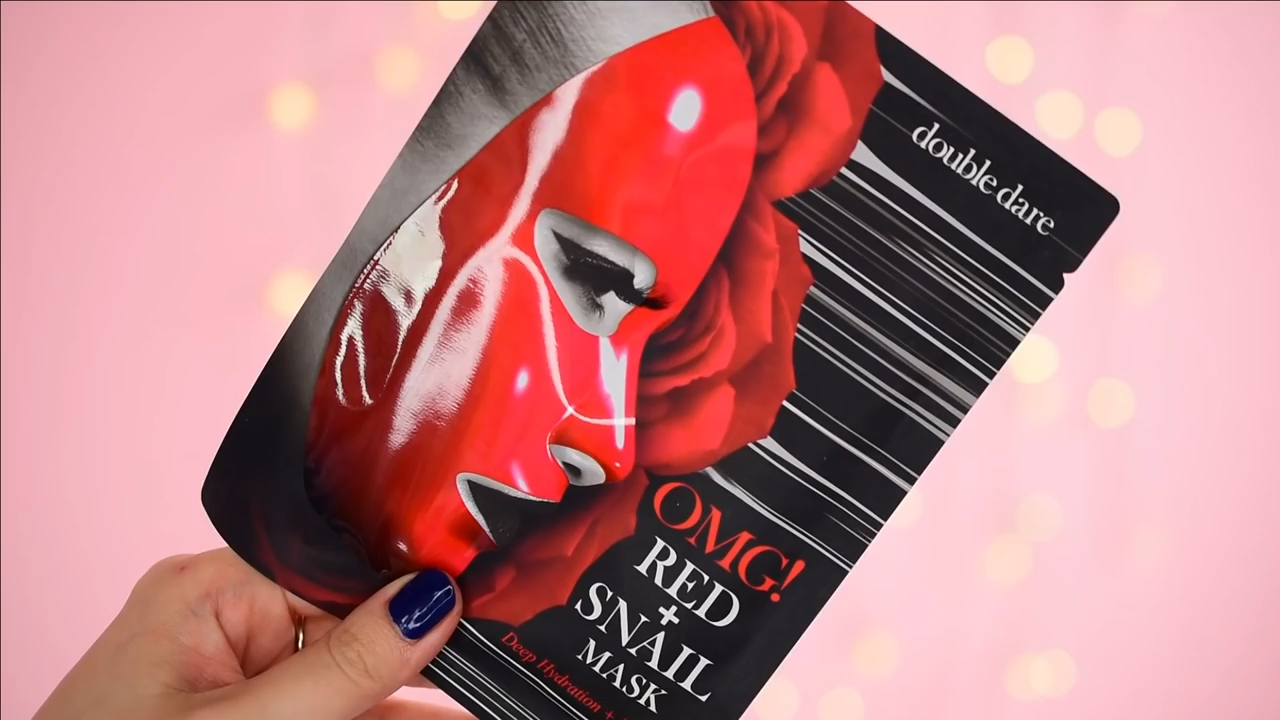 double dare
OMG!
RED
+
SNAIL
MASK
Deep Hydration +